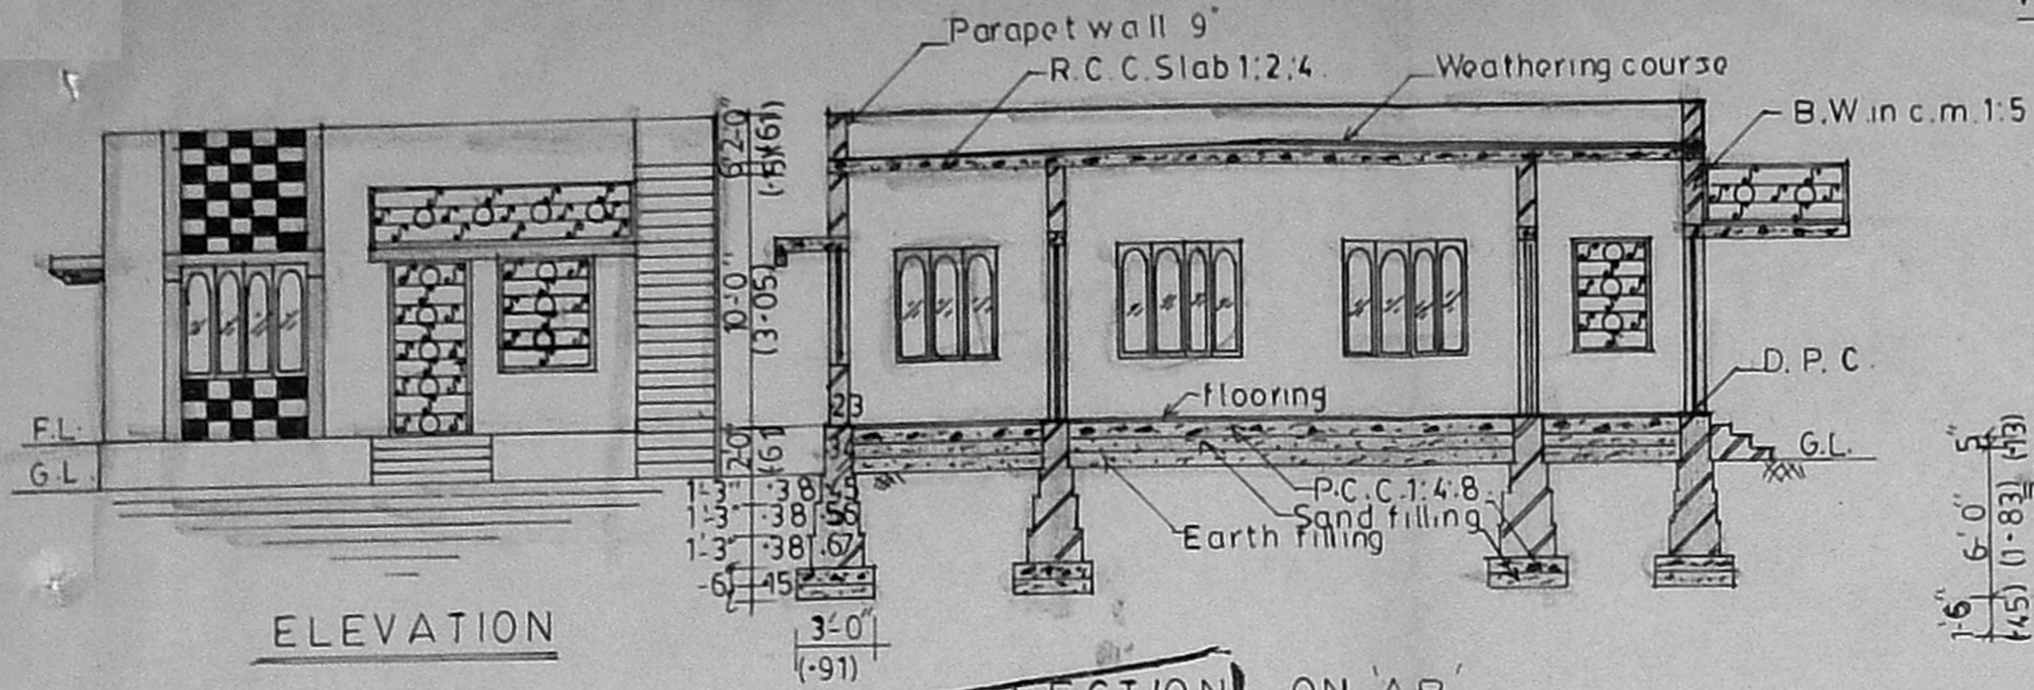 Parapet wall 9"
R.C.C. Slab 1:2:4.
Weathering course
B.W. in c.m. 1:5
2'-0"
(.61)
6"
(.15)
10'-0"
(3.05)
D.P.C.
flooring
23
F.L.
G.L.
2'-0"
(.61)
G.L.
1'-3" .38 .45
1'-3" .38 .56
1'-3" .38 .67
6" .15
P.C.C. 1:4:8.
Sand filling
Earth filling
5" (.13)
6'0" (1.83)
1'-6" (.45)
ELEVATION
3'-0"
(.91)
SECTION ON 'AB'